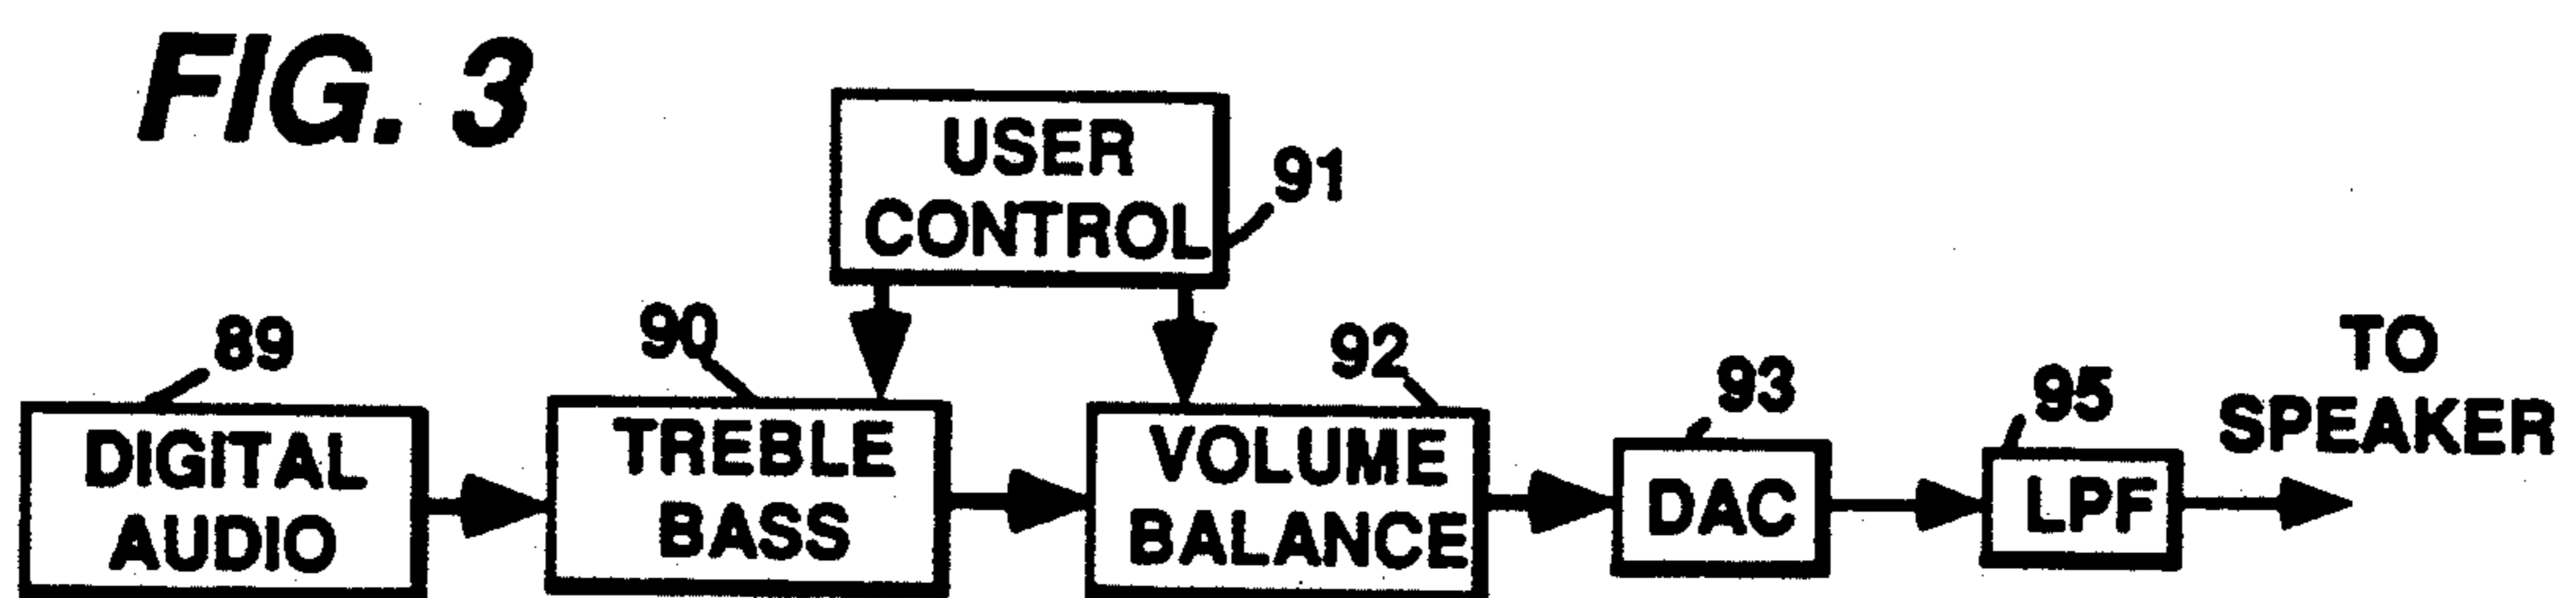 FIG. 3
USER
CONTROL
91
89
90
92
93
95
TO
SPEAKER
DIGITAL
AUDIO
TREBLE
BASS
VOLUME
BALANCE
DAC
LPF